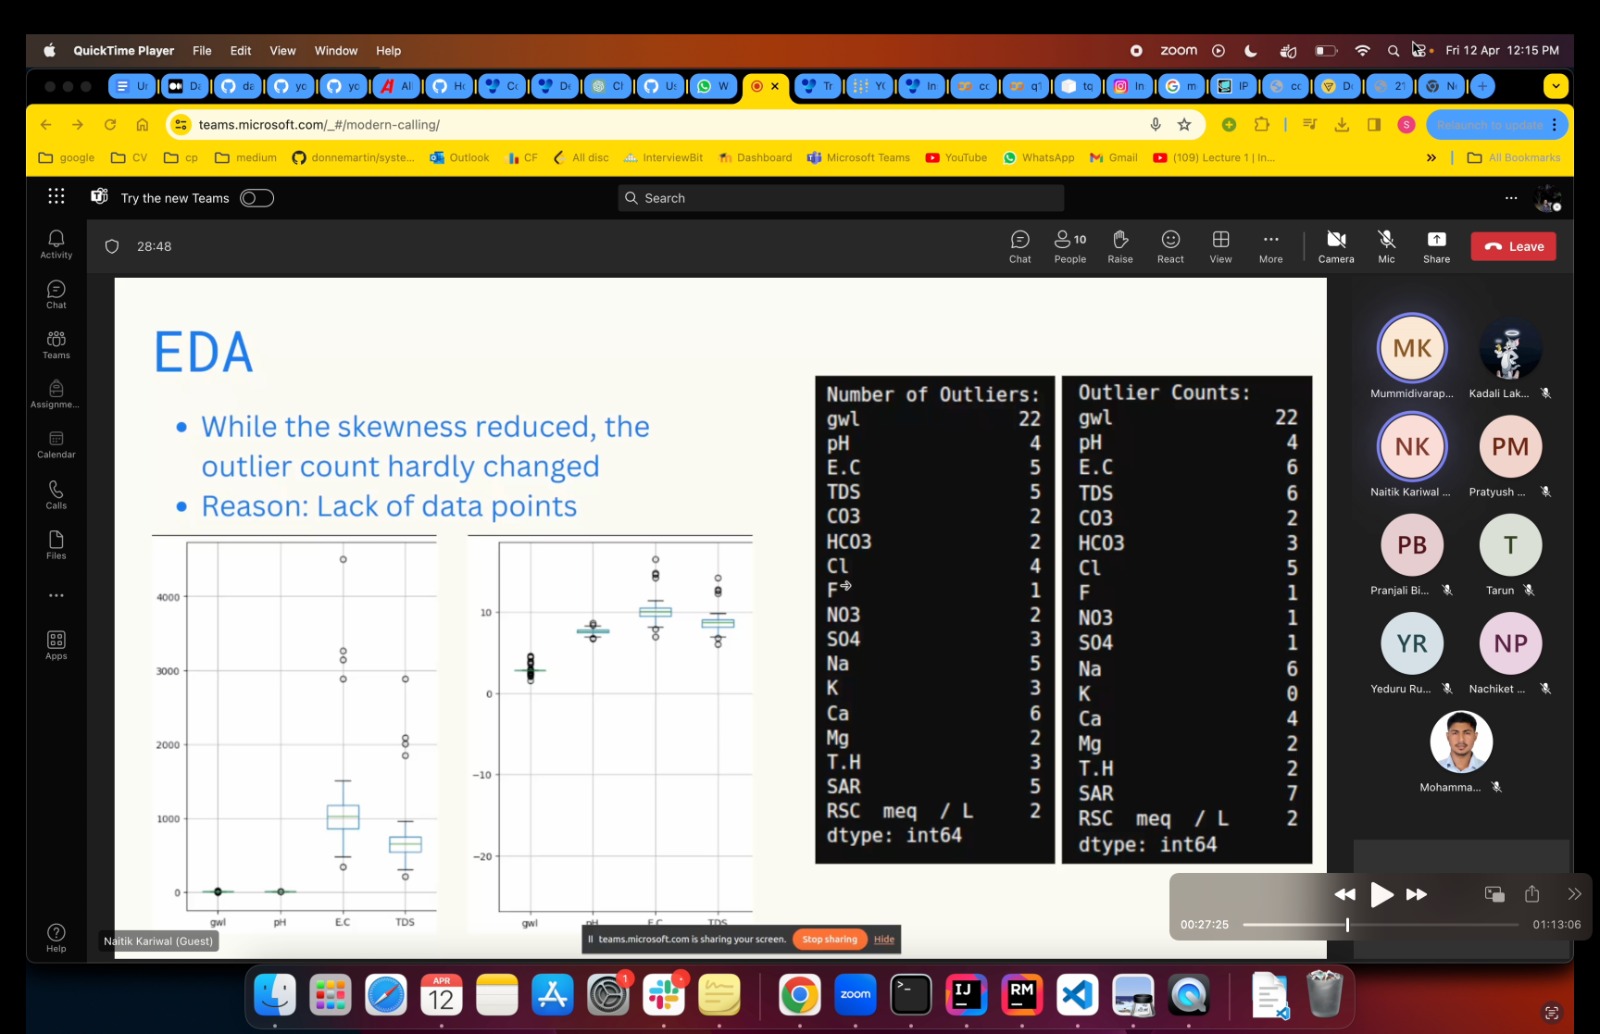 QuickTime Player File Edit View Window Help
zoom Fri 12 Apr 12:15 PM
teams.microsoft.com/_#/modern-calling/
Relaunch to update
google CV cp medium donnemartin/syste... Outlook CF All disc InterviewBit Dashboard Microsoft Teams YouTube WhatsApp Gmail (109) Lecture 1 | In... » All Bookmarks
Try the new Teams
Search
28:48
10
Chat People Raise React View More Camera Mic Share Leave
Activity
Chat
Teams
Assignme...
Calendar
Calls
Files
Apps
Help
EDA
• While the skewness reduced, the
outlier count hardly changed
• Reason: Lack of data points
4000
3000
2000
1000
0
gwl pH E.C TDS
10
0
−10
−20
gwl pH E.C TDS
Number of Outliers:
gwl 22
pH 4
E.C 5
TDS 5
CO3 2
HCO3 2
Cl 4
F 1
NO3 2
SO4 3
Na 5
K 3
Ca 6
Mg 2
T.H 3
SAR 5
RSC meq / L 2
dtype: int64
Outlier Counts:
gwl 22
pH 4
E.C 6
TDS 6
CO3 2
HCO3 3
Cl 5
F 1
NO3 1
SO4 1
Na 6
K 0
Ca 4
Mg 2
T.H 2
SAR 7
RSC meq / L 2
dtype: int64
MK
Mummidivarap... Kadali Lak...
NK PM
Naitik Kariwal ... Pratyush ...
PB T
Pranjali Bi... Tarun
YR NP
Yeduru Ru... Nachiket ...
Mohamma...
Naitik Kariwal (Guest)
teams.microsoft.com is sharing your screen. Stop sharing Hide
00:27:25 01:13:06
APR
12
1
zoom
IJ
RM